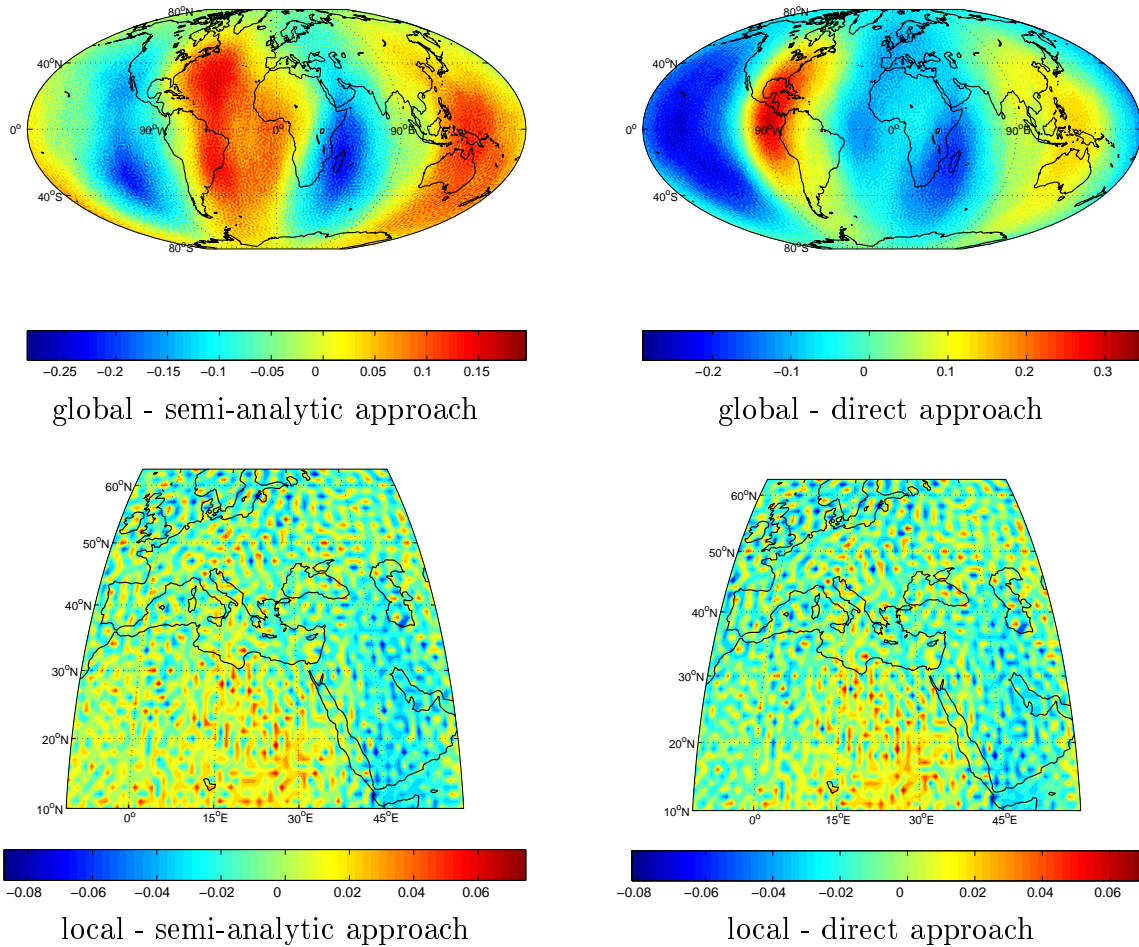 80°N 80°N
40°N 40°N
0° 90°W 0° 90°E 0° 90°W 0° 90°E
40°S 40°S
80°S 80°S
−0.25 −0.2 −0.15 −0.1 −0.05 0 0.05 0.1 0.15 −0.2 −0.1 0 0.1 0.2 0.3
global - semi-analytic approach global - direct approach
60°N 60°N
50°N 50°N
40°N 40°N
30°N 30°N
20°N 20°N
10°N 10°N
0° 15°E 30°E 45°E 0° 15°E 30°E 45°E
−0.08 −0.06 −0.04 −0.02 0 0.02 0.04 0.06 −0.08 −0.06 −0.04 −0.02 0 0.02 0.04 0.06
local - semi-analytic approach local - direct approach